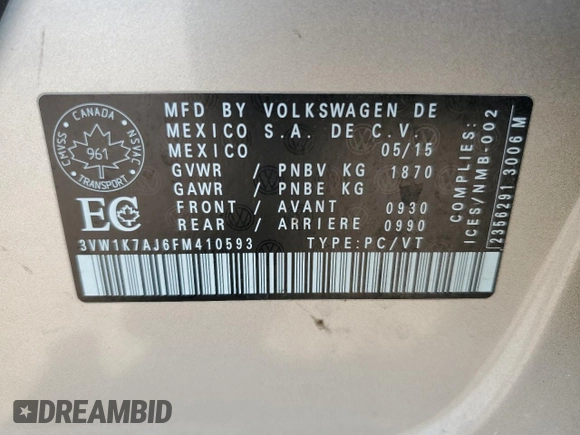 MFD BY VOLKSWAGEN DE
MEXICO S.A. DE C.V.
MEXICO 05/15
GVWR / PNBV KG 1870
GAWR / PNBE KG
FRONT / AVANT 0930
REAR / ARRIERE 0990
3VW1K7AJ6FM410593 TYPE:PC/VT
CANADA
CMVSS NSVAC
961
TRANSPORT
EC
COMPLIES:
ICES/NMB-002
2356291 3006 M
DREAMBID